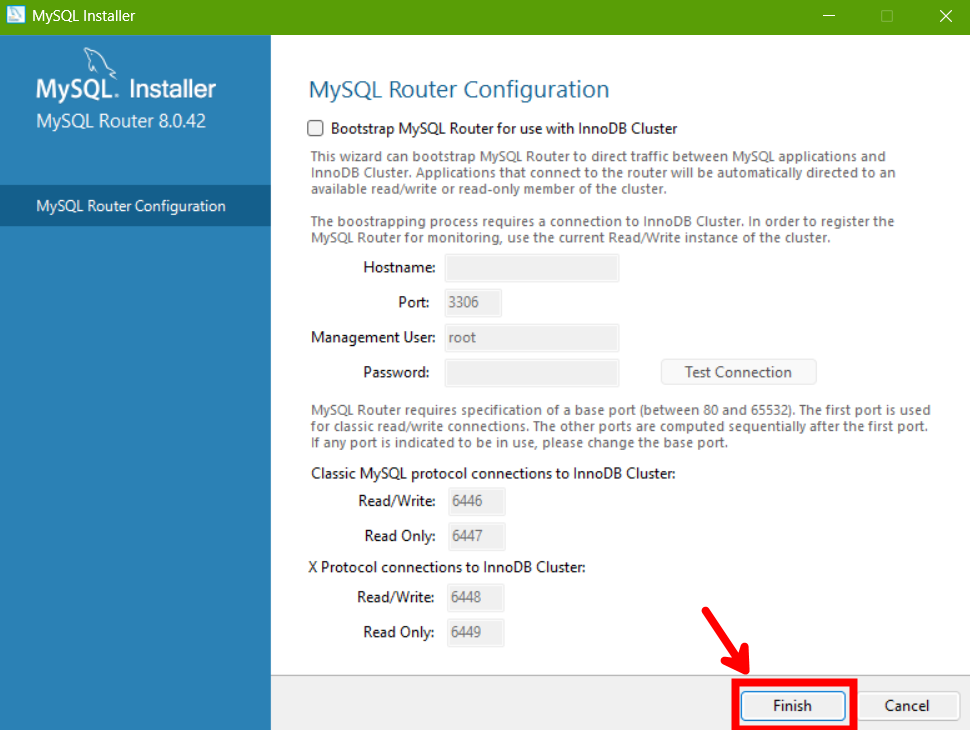 MySQL Installer
MySQL. Installer
MySQL Router 8.0.42
MySQL Router Configuration
MySQL Router Configuration
Bootstrap MySQL Router for use with InnoDB Cluster
This wizard can bootstrap MySQL Router to direct traffic between MySQL applications and
InnoDB Cluster. Applications that connect to the router will be automatically directed to an
available read/write or read-only member of the cluster.
The boostrapping process requires a connection to InnoDB Cluster. In order to register the
MySQL Router for monitoring, use the current Read/Write instance of the cluster.
Hostname:
Port: 3306
Management User: root
Password: Test Connection
MySQL Router requires specification of a base port (between 80 and 65532). The first port is used
for classic read/write connections. The other ports are computed sequentially after the first port.
If any port is indicated to be in use, please change the base port.
Classic MySQL protocol connections to InnoDB Cluster:
Read/Write: 6446
Read Only: 6447
X Protocol connections to InnoDB Cluster:
Read/Write: 6448
Read Only: 6449
Finish Cancel